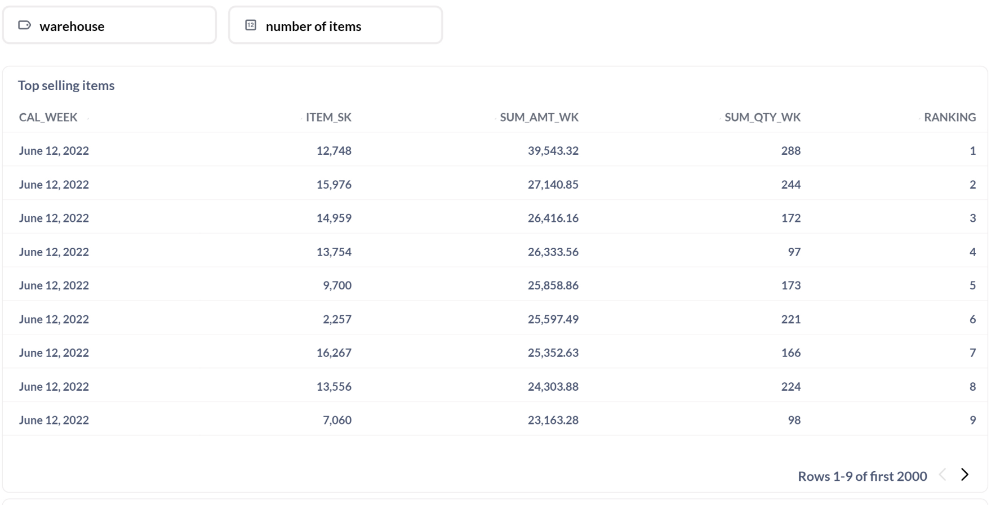 warehouse
12 number of items
Top selling items
CAL_WEEK ITEM_SK SUM_AMT_WK SUM_QTY_WK RANKING
June 12, 2022 12,748 39,543.32 288 1
June 12, 2022 15,976 27,140.85 244 2
June 12, 2022 14,959 26,416.16 172 3
June 12, 2022 13,754 26,333.56 97 4
June 12, 2022 9,700 25,858.86 173 5
June 12, 2022 2,257 25,597.49 221 6
June 12, 2022 16,267 25,352.63 166 7
June 12, 2022 13,556 24,303.88 224 8
June 12, 2022 7,060 23,163.28 98 9
Rows 1-9 of first 2000